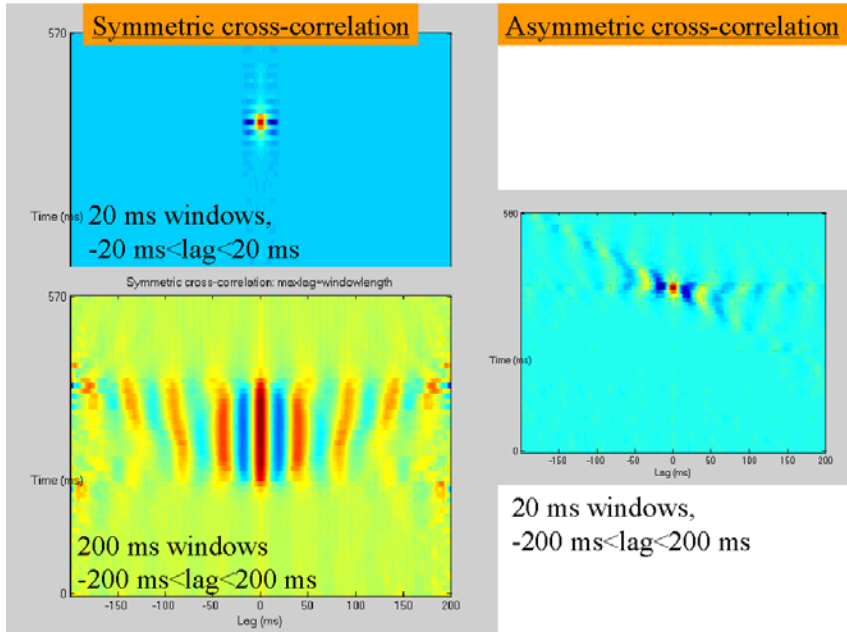 Symmetric cross-correlation
570
Time (ms)
20 ms windows,
-20 ms<lag<20 ms
Symmetric cross-correlation: maxlag=windowlength
570
Time (ms)
200 ms windows
-200 ms<lag<200 ms
0
-150 -100 -50 0 50 100 150 200
Lag (ms)
Asymmetric cross-correlation
580
Time (ms)
0
-150 -100 -50 0 50 100 150 200
Lag (ms)
20 ms windows,
-200 ms<lag<200 ms